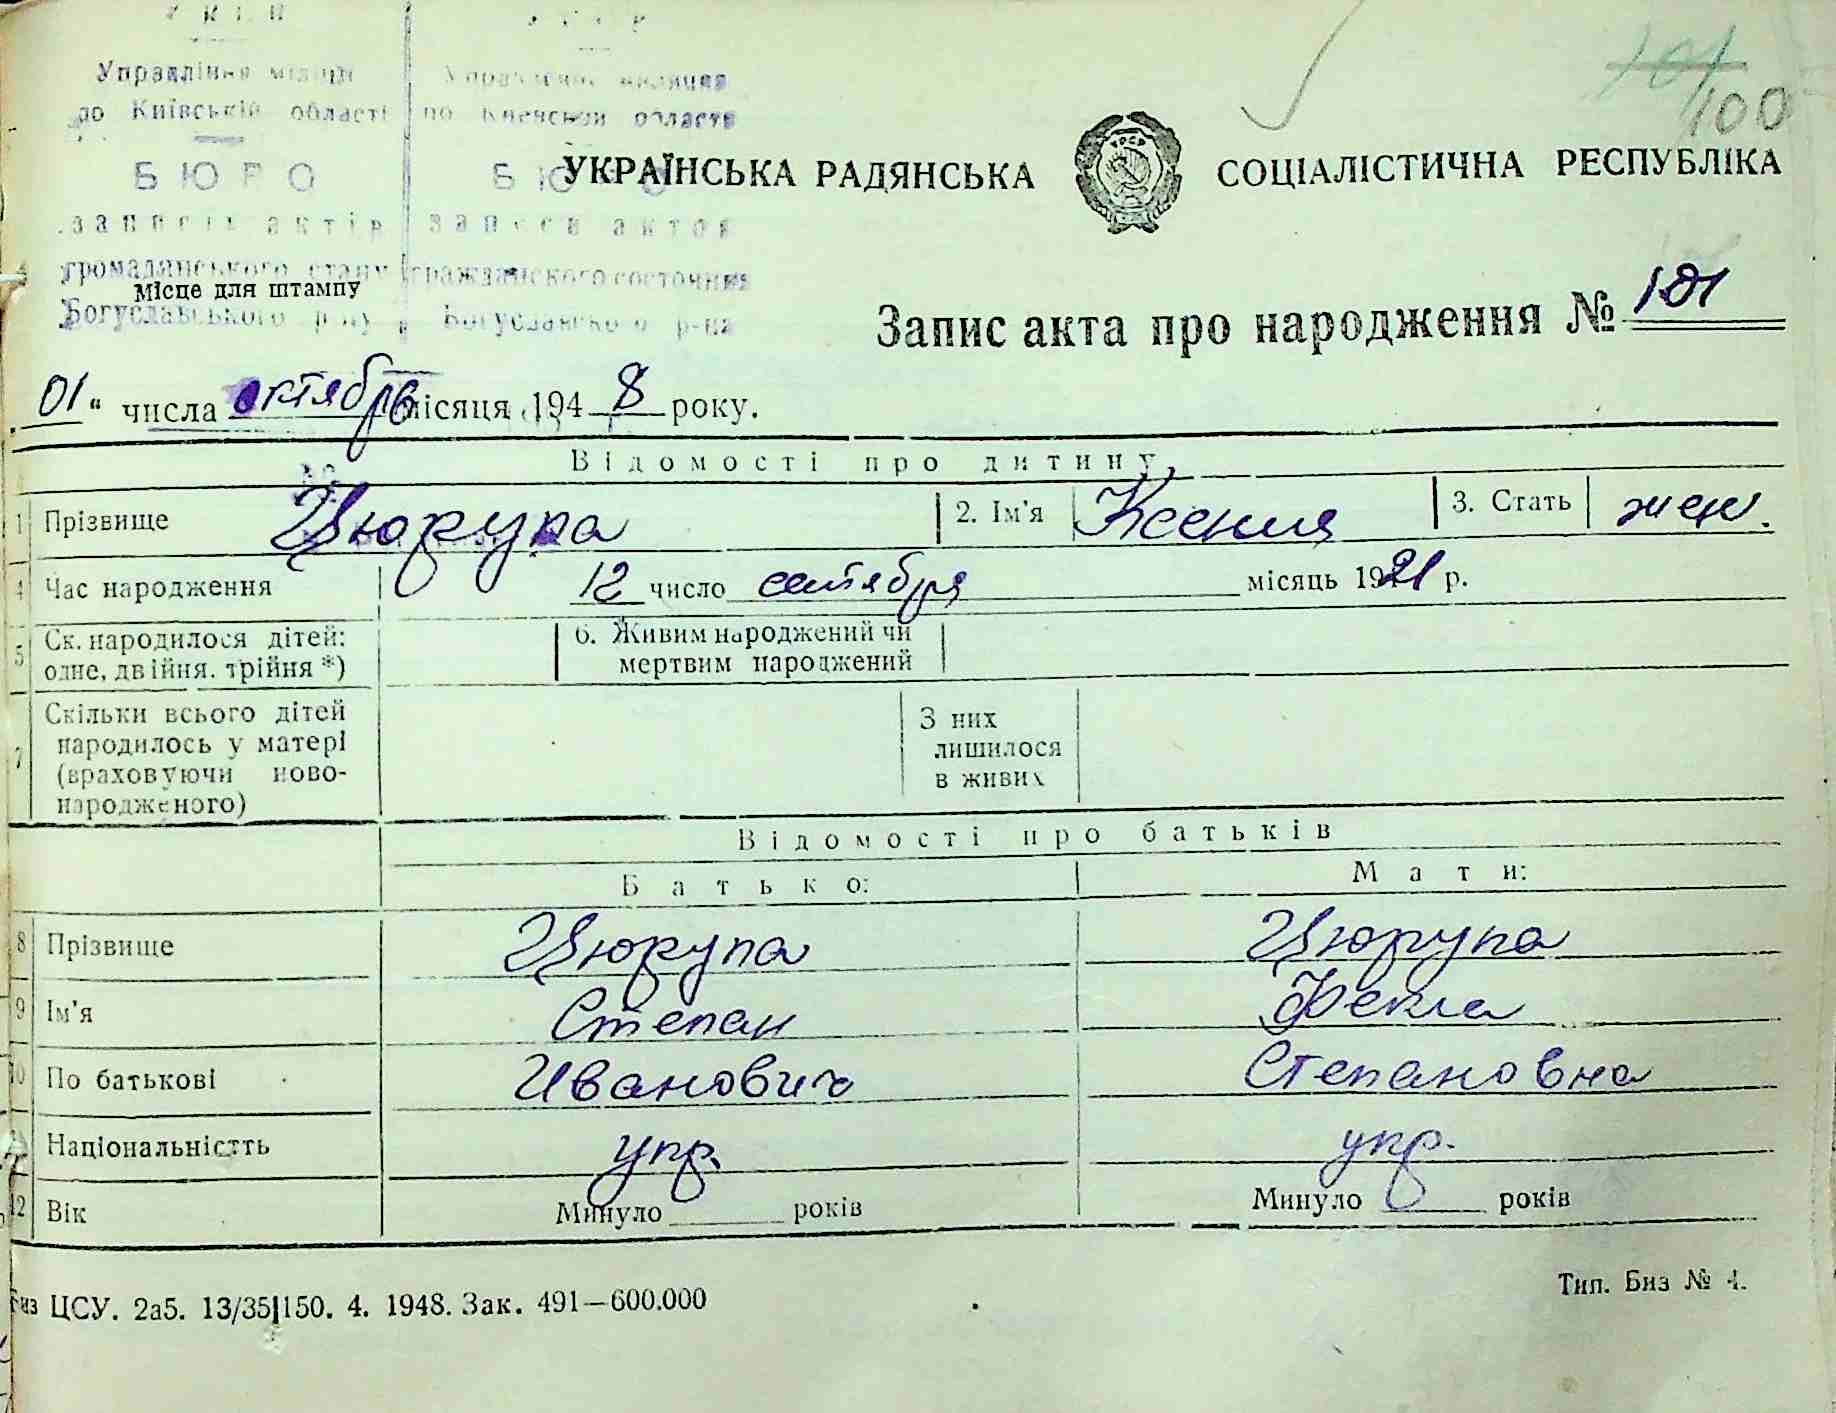 101
100
Управління міліції
по Київській області
БЮРО
записів актів
громадянського стану
Богуславського р-ну
Управление милиции
по Киевской области
записей актов
гражданского состояния
Богуславского р-на
УКРАЇНСЬКА РАДЯНСЬКА СОЦІАЛІСТИЧНА РЕСПУБЛІКА
УРСР
Місце для штампу
Запис акта про народження № 101
01 " числа октября місяця 1948 року.
Відомості про дитину
1 Прізвище Цюрупа 2. Ім'я Ксения 3. Стать жен.
4 Час народження 12 число сентября місяць 1921 р.
5 Ск. народилося дітей: одне, двійня, трійня *) 6. Живим народжений чи мертвим народжений
7 Скільки всього дітей народилось у матері (враховуючи ново-народженого) З них лишилося в живих
Відомості про батьків
Батько: Мати:
8 Прізвище Цюрупа Цюрупа
9 Ім'я Степан Фекла
10 По батькові Иванович Степановна
Національністть укр. укр.
12 Вік Минуло років Минуло років
ЦСУ. 2а5. 13/35|150. 4. 1948. Зак. 491—600.000
Тип. Биз № 4.